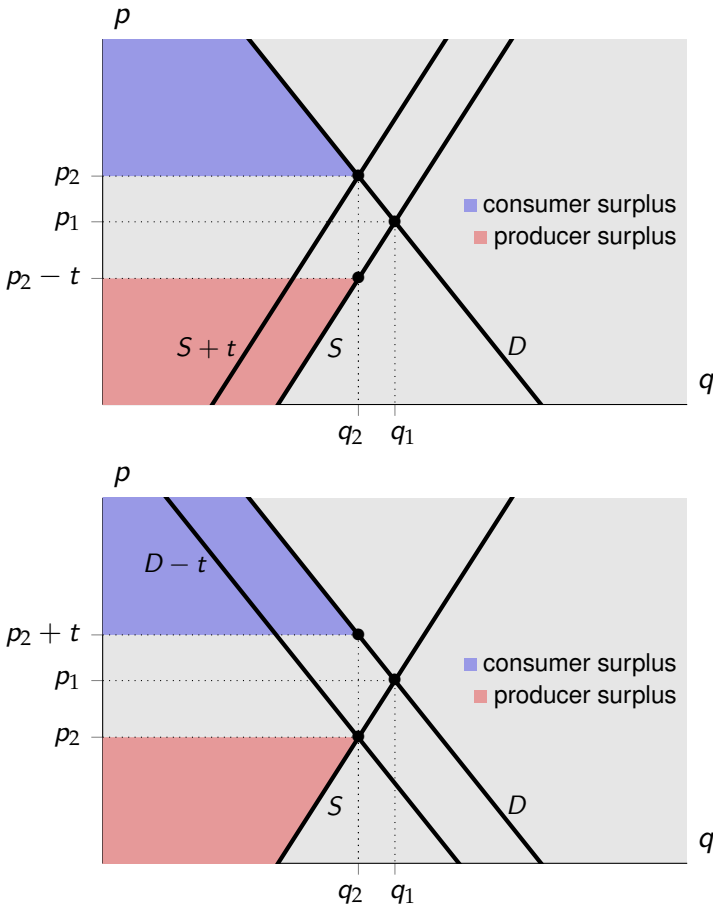 p
p₂
p₁
consumer surplus
producer surplus
p₂ − t
S + t
S
D
q
q₂
q₁
p
D − t
p₂ + t
p₁
consumer surplus
producer surplus
p₂
S
D
q
q₂
q₁